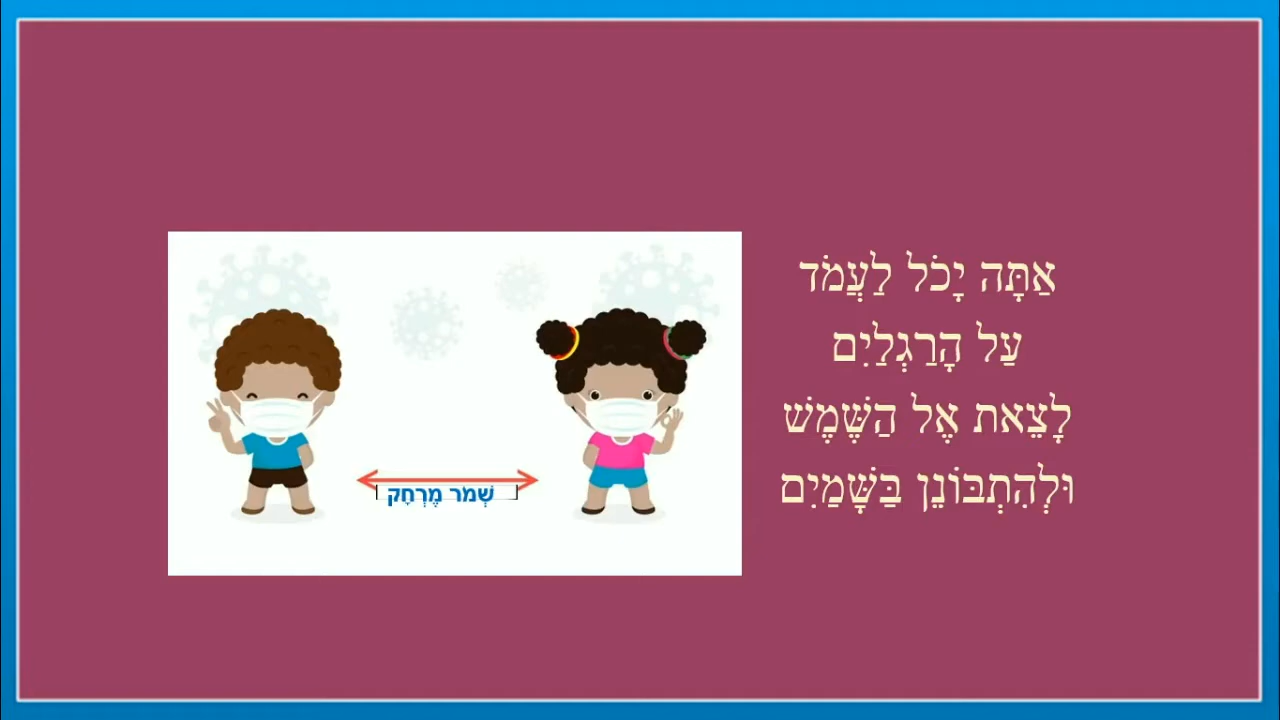 אַתָּה יָכֹל לַעֲמֹד
עַל הָרַגְלַיִם
לָצֵאת אֶל הַשֶּׁמֶשׁ
וּלְהִתְבּוֹנֵן בַּשָּׁמַיִם
שְׁמֹר מֶרְחָק